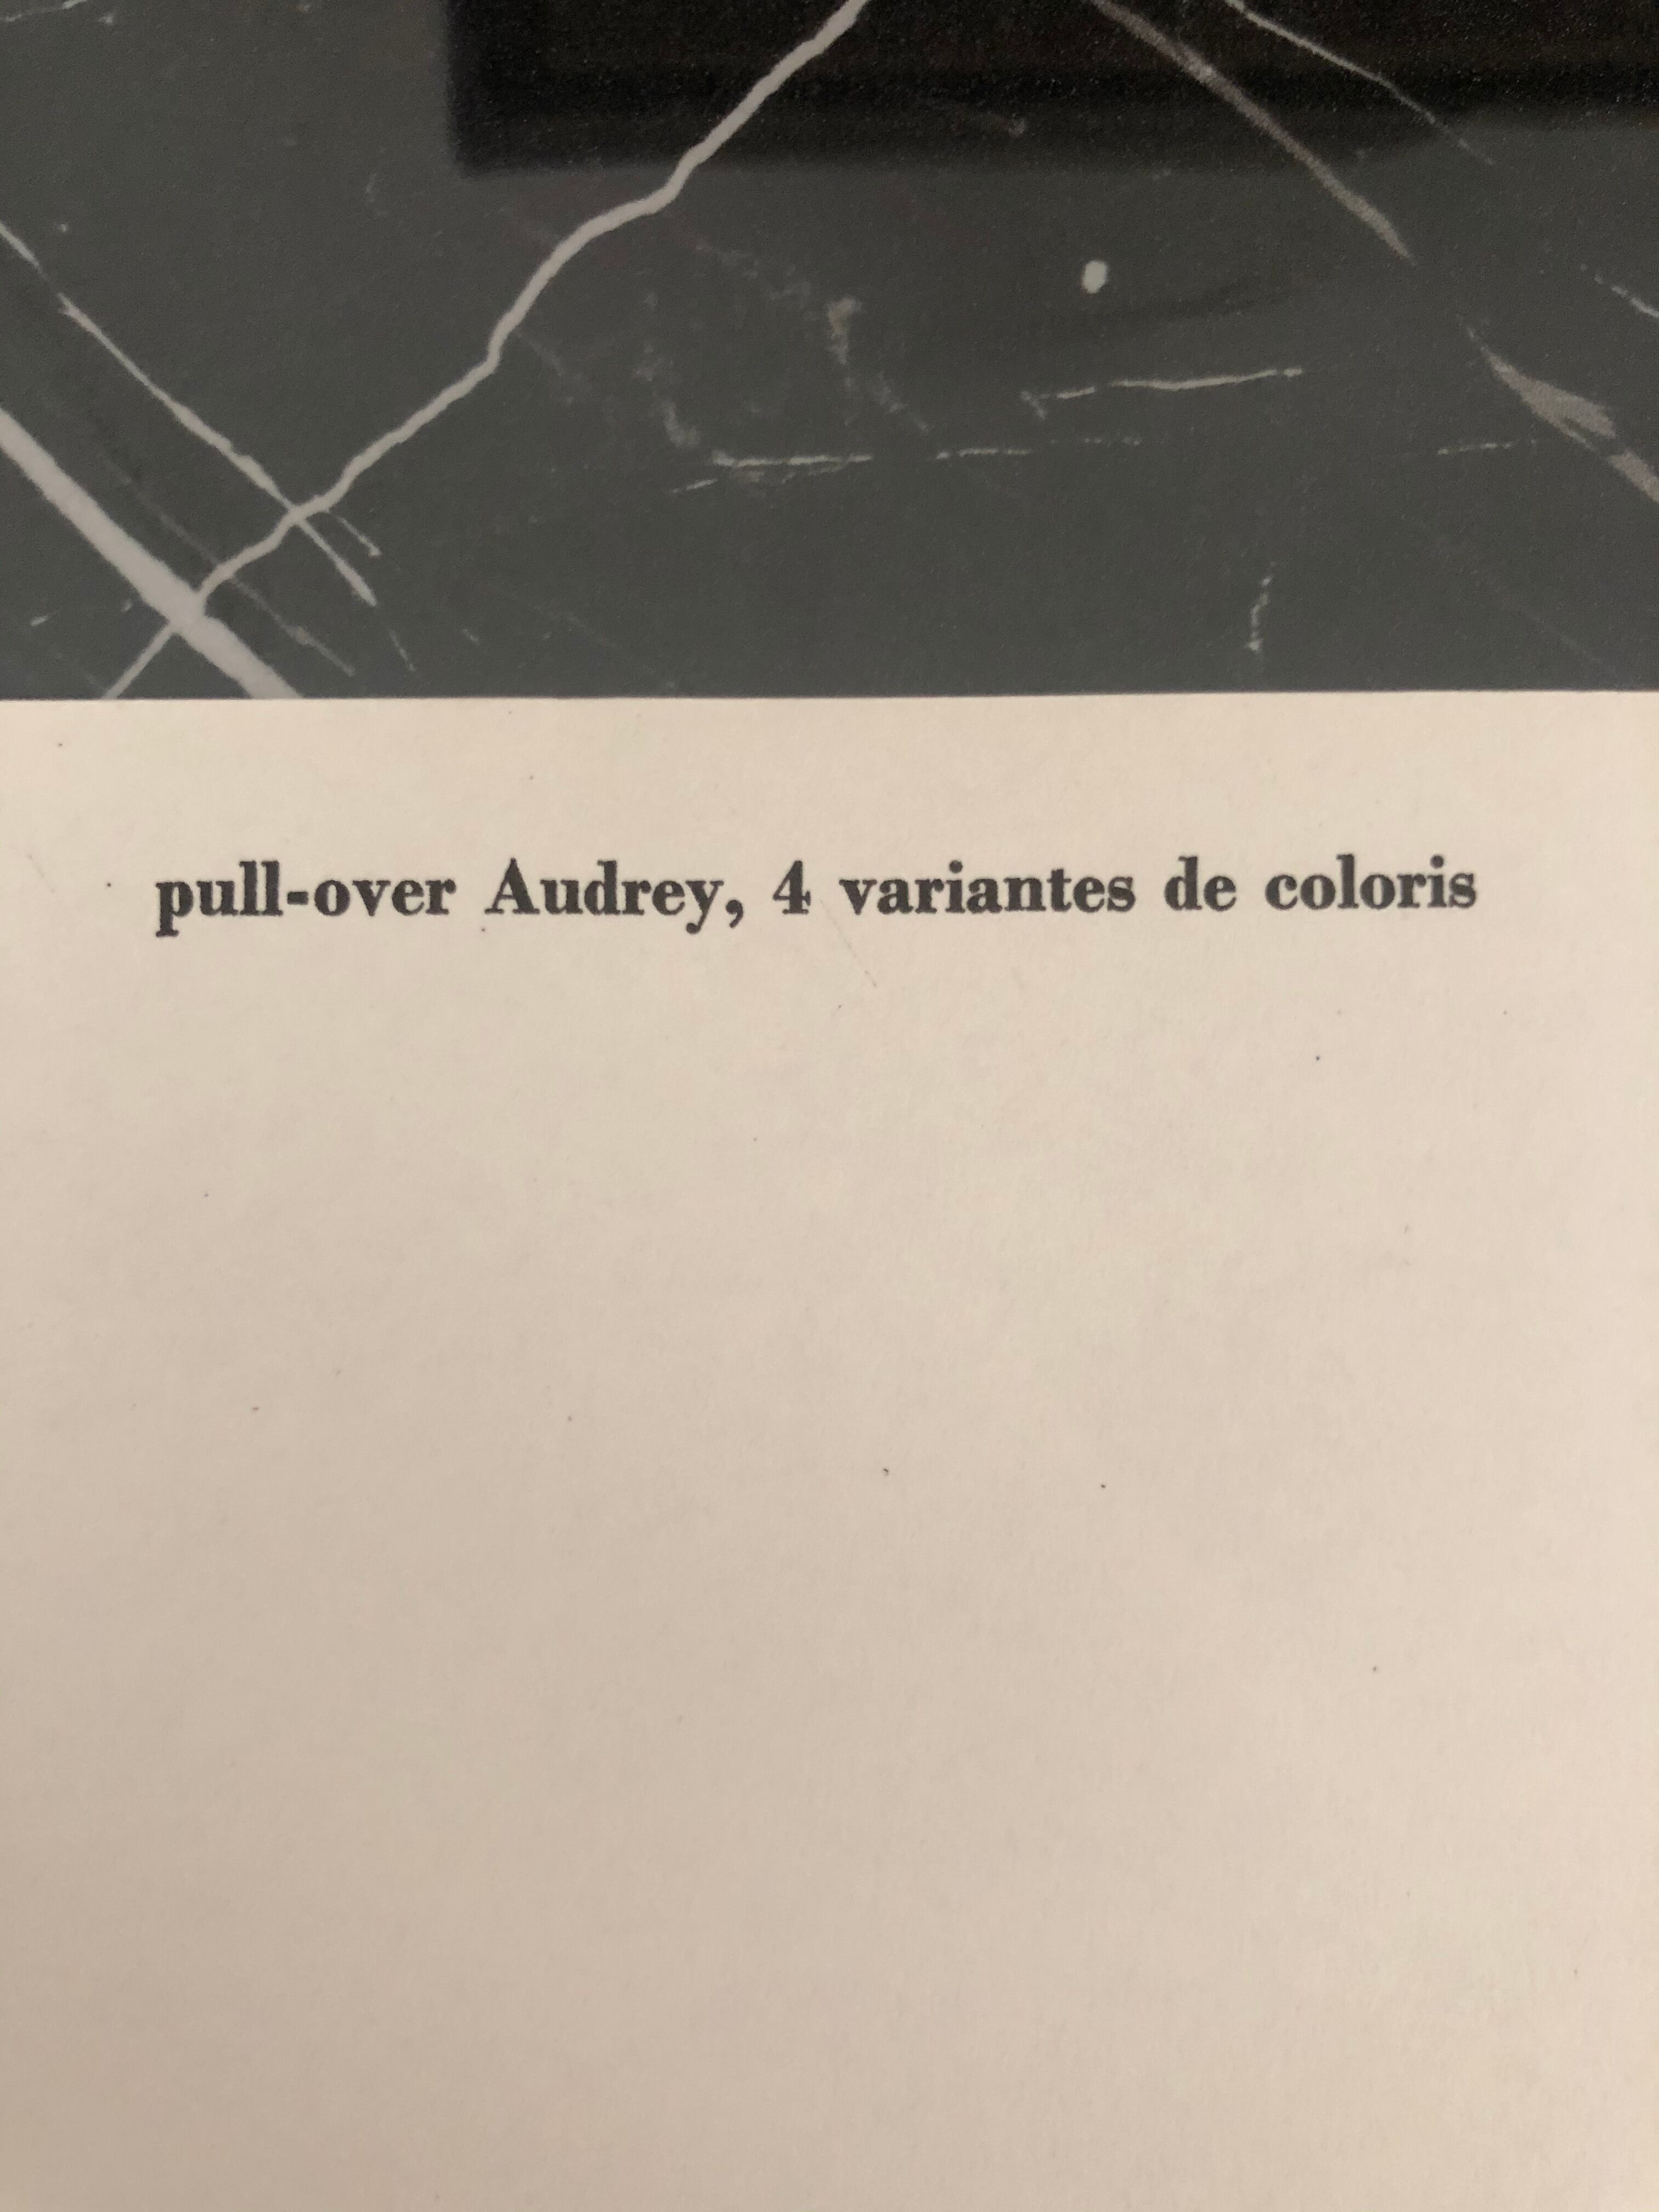 pull-over Audrey, 4 variantes de coloris